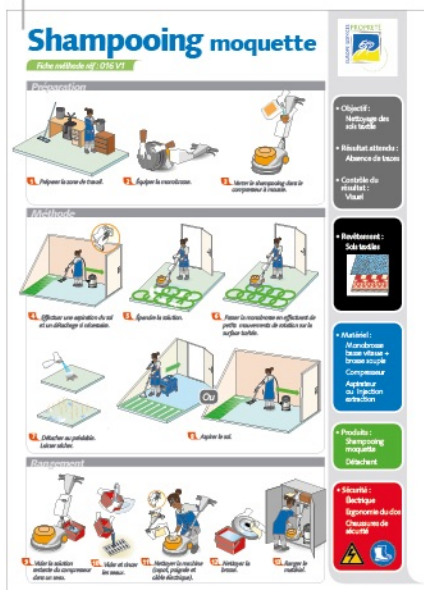 Shampooing moquette
Fiche méthode réf : 016 V1
Préparation
1. Préparer la zone de travail.
2. Équiper la monobrosse.
3. Verser le shampooing dans le
compresseur à mousse.
Méthode
4. Effectuer une aspiration du sol
et un détachage si nécessaire.
5. Épandre la solution.
6. Passer la monobrosse en effectuant de
petits mouvements de rotation sur la
surface traitée.
7. Détacher au préalable.
Laisser sécher.
Ou
8. Aspirer le sol.
Rangement
9. Vider la solution
restante du compresseur
dans un seau.
10. Vider et rincer
les seaux.
11. Nettoyer la machine
(capot, poignée et
câble électrique).
12. Nettoyer la
brosse.
13. Ranger le
matériel.
EUROPE SERVICES
PROPRETÉ
• Objectif :
Nettoyage des
sols textile
• Résultat attendu :
Absence de traces
• Contrôle du
résultat :
Visuel
• Revêtement :
Sols textiles
• Matériel :
Monobrosse
basse vitesse +
brosse souple
Compresseur
Aspirateur
ou Injection
extraction
• Produits :
Shampooing
moquette
Détachant
• Sécurité :
Électrique
Ergonomie du dos
Chaussures de
sécurité